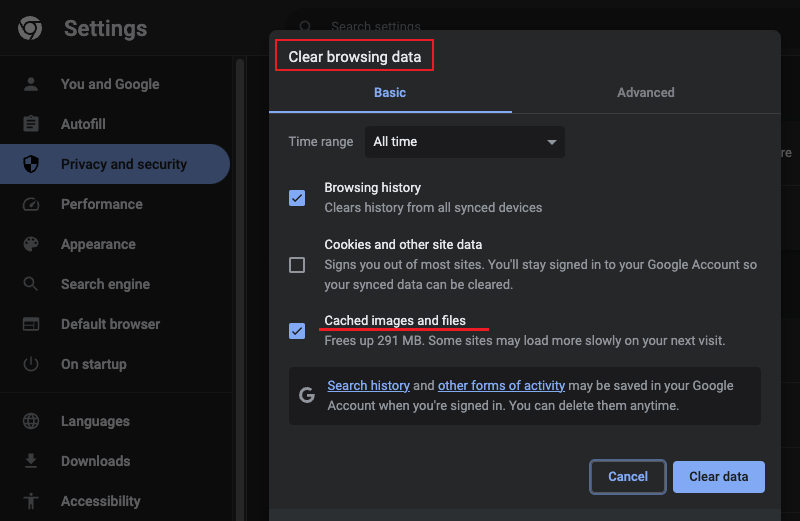 Settings
Search settings
You and Google
Autofill
Privacy and security
Performance
Appearance
Search engine
Default browser
On startup
Languages
Downloads
Accessibility
Clear browsing data
Basic
Advanced
Time range
All time
Browsing history
Clears history from all synced devices
Cookies and other site data
Signs you out of most sites. You'll stay signed in to your Google Account so
your synced data can be cleared.
Cached images and files
Frees up 291 MB. Some sites may load more slowly on your next visit.
G
Search history and other forms of activity may be saved in your Google
Account when you're signed in. You can delete them anytime.
Cancel
Clear data